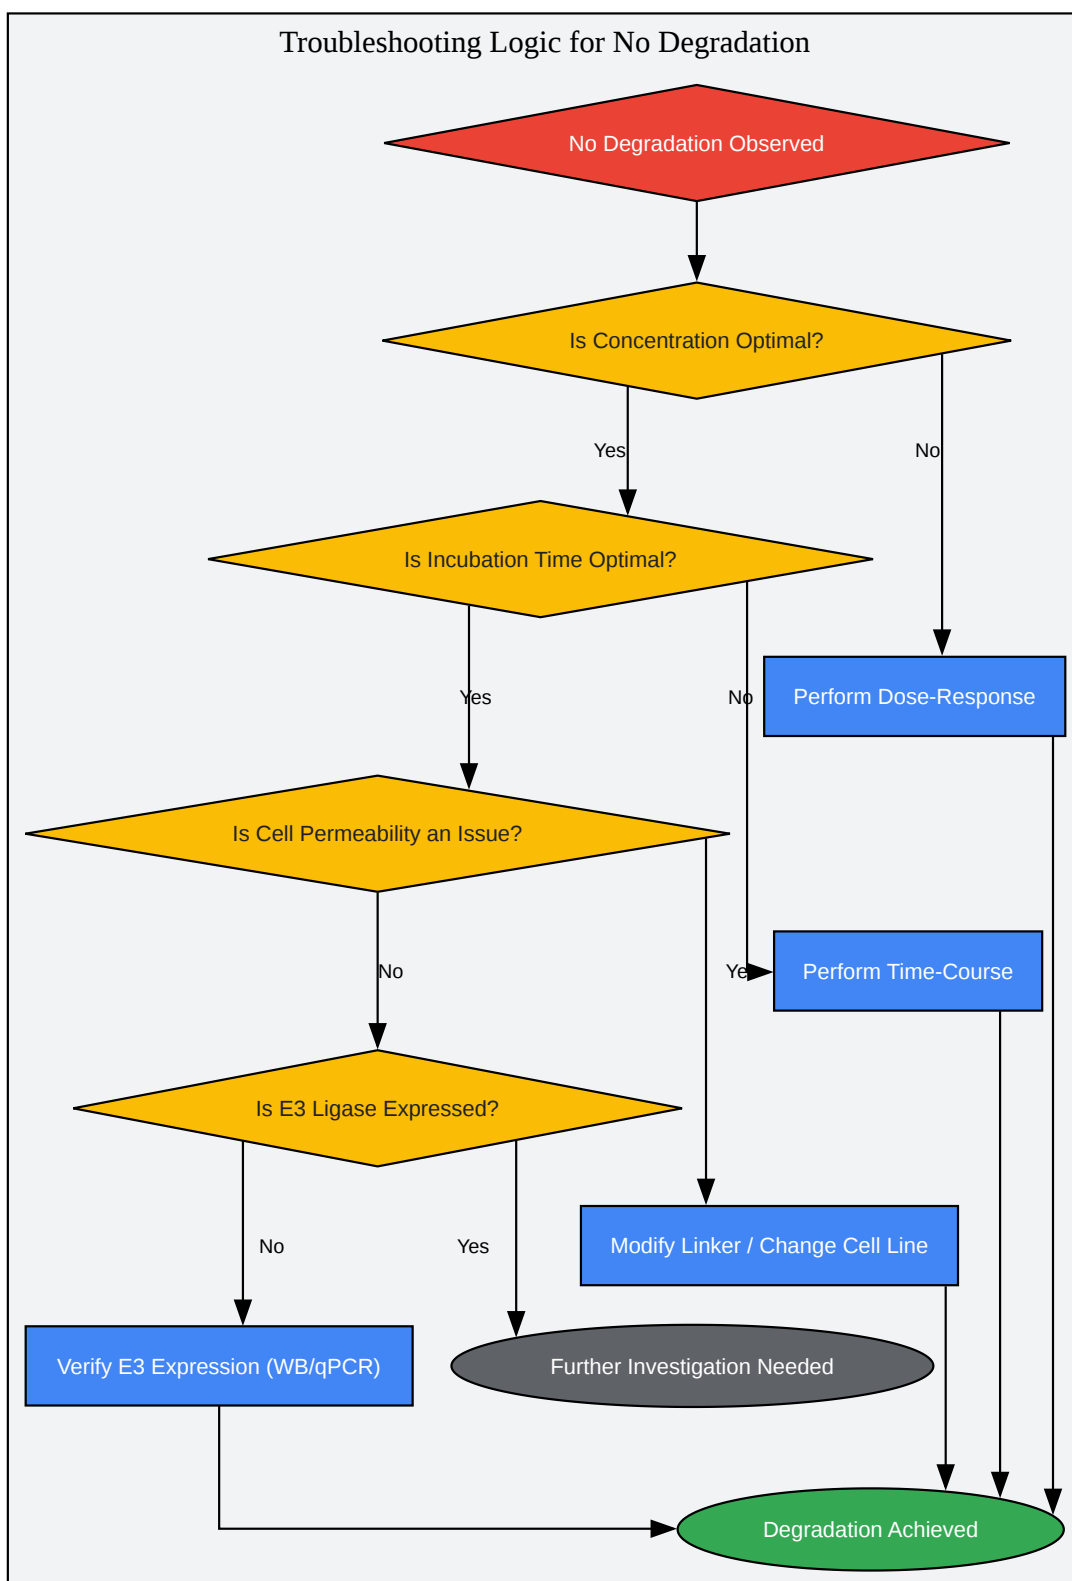 Troubleshooting Logic for No Degradation
No Degradation Observed
Is Concentration Optimal?
Yes
No
Is Incubation Time Optimal?
Yes
No
Perform Dose-Response
Is Cell Permeability an Issue?
No
Ye
Perform Time-Course
Is E3 Ligase Expressed?
No
Yes
Modify Linker / Change Cell Line
Verify E3 Expression (WB/qPCR)
Further Investigation Needed
Degradation Achieved